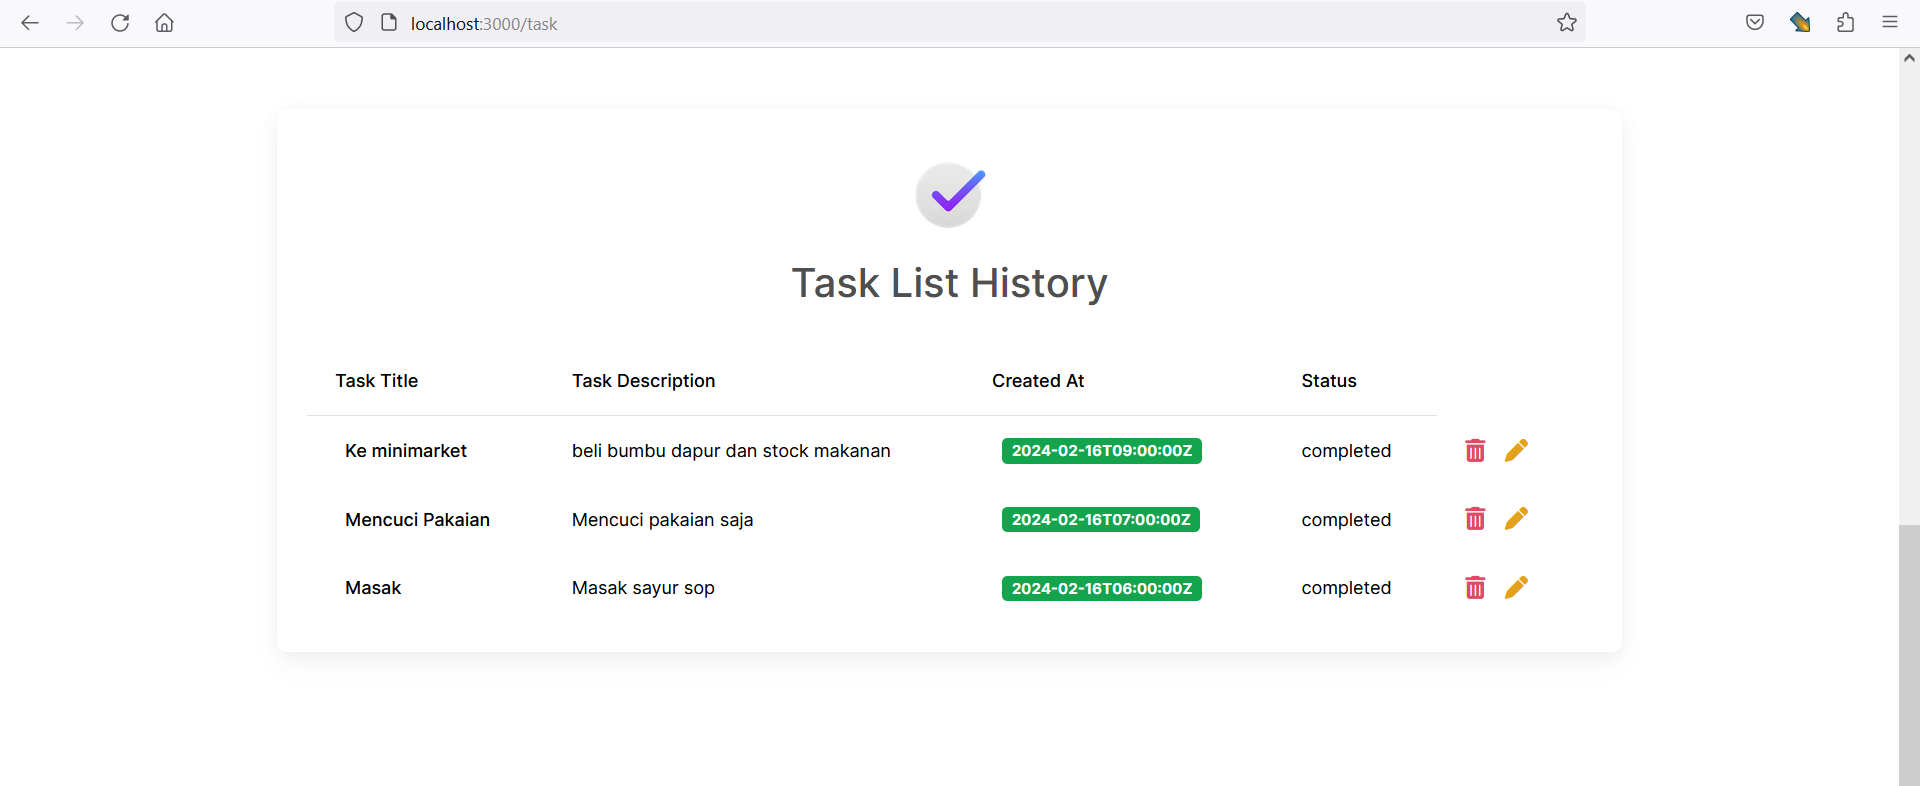 localhost:3000/task
Task List History
Task Title Task Description Created At Status
Ke minimarket beli bumbu dapur dan stock makanan 2024-02-16T09:00:00Z completed
Mencuci Pakaian Mencuci pakaian saja 2024-02-16T07:00:00Z completed
Masak Masak sayur sop 2024-02-16T06:00:00Z completed